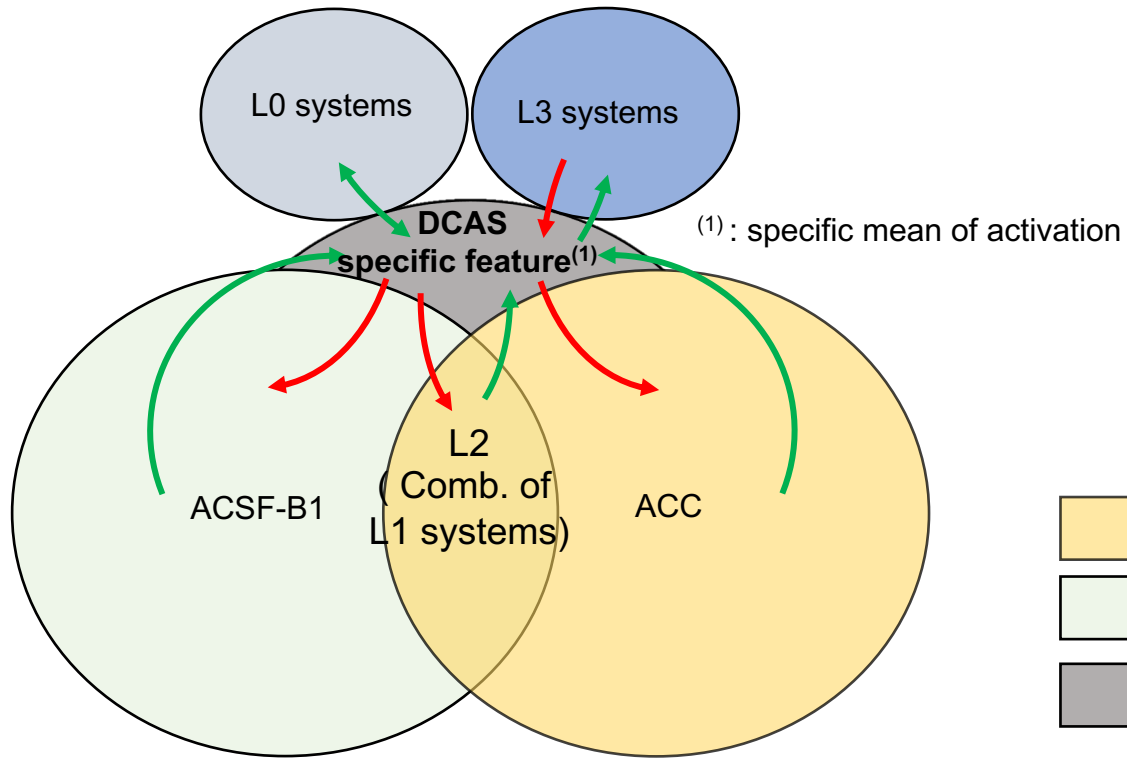 L0 systems
L3 systems
DCAS
specific feature(1)
(1) : specific mean of activation
L2
( Comb. of
L1 systems)
ACSF-B1
ACC